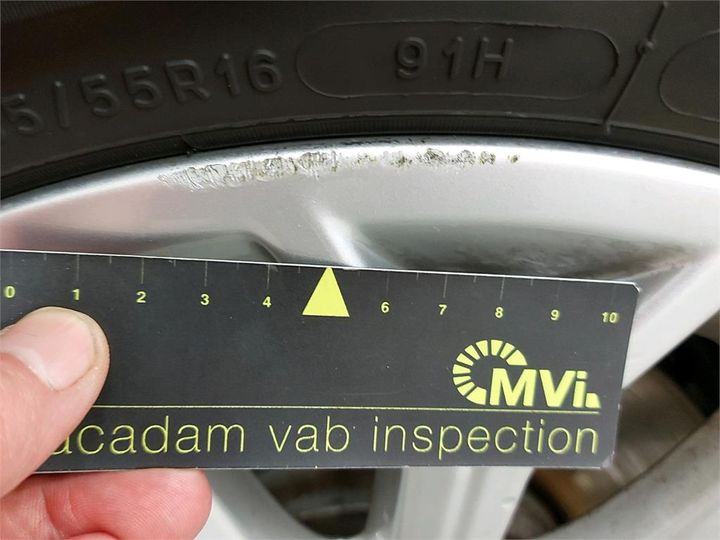 5/55R16 91H
0 1 2 3 4 6 7 8 9 10
MVi
acadam vab inspection